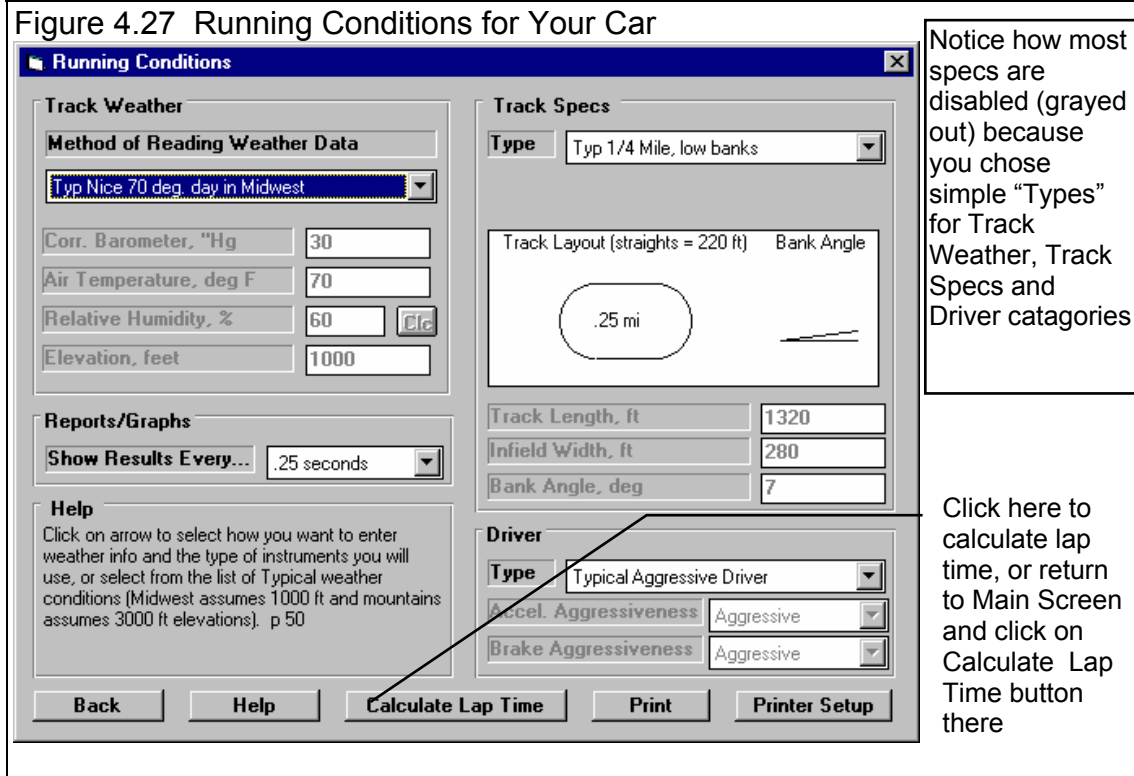 Figure 4.27 Running Conditions for Your Car
Running Conditions
Track Weather
Method of Reading Weather Data
Typ Nice 70 deg. day in Midwest
Corr. Barometer, "Hg
30
Air Temperature, deg F
70
Relative Humidity, %
60
Clc
Elevation, feet
1000
Reports/Graphs
Show Results Every...
.25 seconds
Help
Click on arrow to select how you want to enter
weather info and the type of instruments you will
use, or select from the list of Typical weather
conditions (Midwest assumes 1000 ft and mountains
assumes 3000 ft elevations). p 50
Track Specs
Type
Typ 1/4 Mile, low banks
Track Layout (straights = 220 ft)
Bank Angle
.25 mi
Track Length, ft
1320
Infield Width, ft
280
Bank Angle, deg
7
Driver
Type
Typical Aggressive Driver
Accel. Aggressiveness
Aggressive
Brake Aggressiveness
Aggressive
Back
Help
Calculate Lap Time
Print
Printer Setup
Notice how most
specs are
disabled (grayed
out) because
you chose
simple “Types”
for Track
Weather, Track
Specs and
Driver catagories
Click here to
calculate lap
time, or return
to Main Screen
and click on
Calculate Lap
Time button
there